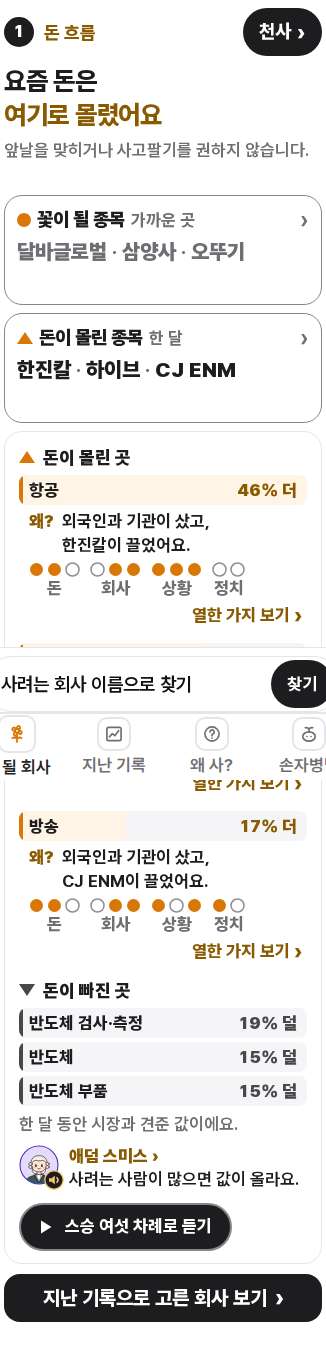 1 돈 흐름
천사 ›
요즘 돈은
여기로 몰렸어요
앞날을 맞히거나 사고팔기를 권하지 않습니다.
꽃이 될 종목 가까운 곳 ›
달바글로벌 · 삼양사 · 오뚜기
돈이 몰린 종목 한 달 ›
한진칼 · 하이브 · CJ ENM
돈이 몰린 곳
항공 46% 더
왜? 외국인과 기관이 샀고,
한진칼이 끌었어요.
돈 회사 상황 정치
열한 가지 보기 ›
사려는 회사 이름으로 찾기 찾기
될 회사 지난 기록 왜 사? 손자병
열한 가지 보기 ›
방송 17% 더
왜? 외국인과 기관이 샀고,
CJ ENM이 끌었어요.
돈 회사 상황 정치
열한 가지 보기 ›
돈이 빠진 곳
반도체 검사·측정 19% 덜
반도체 15% 덜
반도체 부품 15% 덜
한 달 동안 시장과 견준 값이에요.
애덤 스미스 ›
사려는 사람이 많으면 값이 올라요.
스승 여섯 차례로 듣기
지난 기록으로 고른 회사 보기 ›